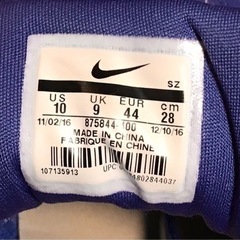 SZ
US UK EUR cm
10 9 44 28
11/02/16 875844-100 12/10/16
MADE IN CHINA
FABRIQUE EN CHINE
107135913 UPC